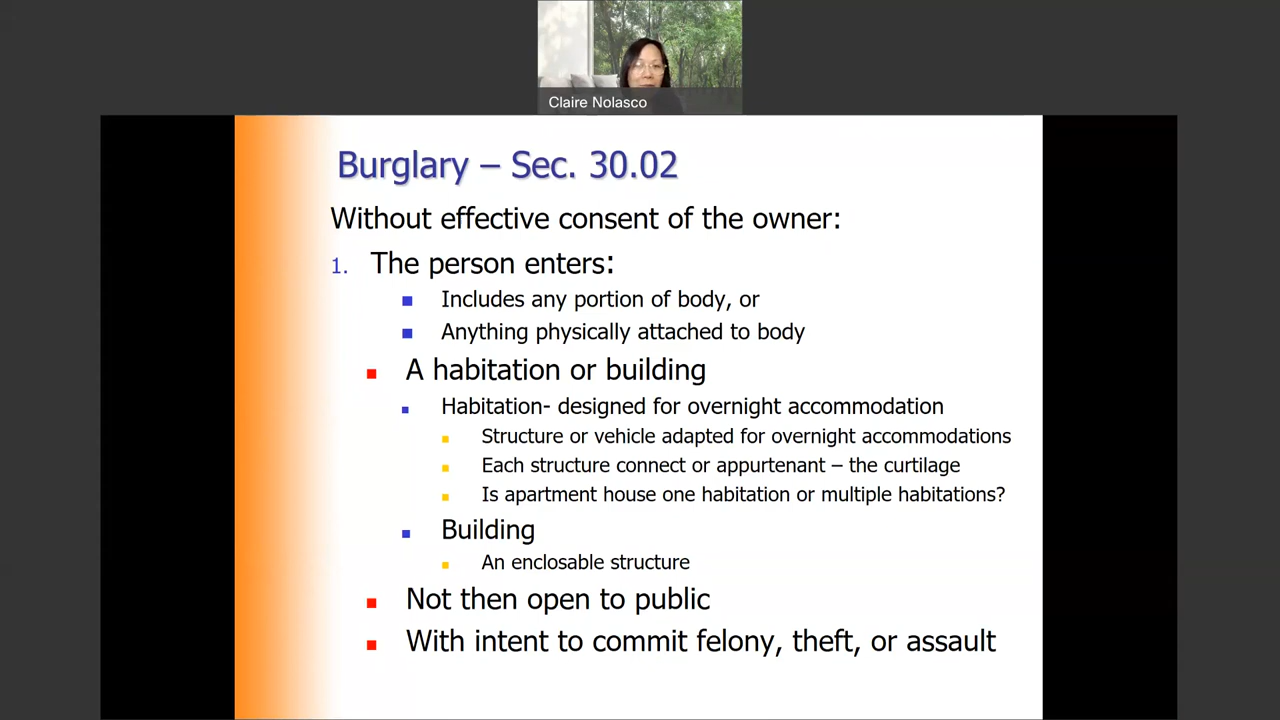 Claire Nolasco
Burglary – Sec. 30.02
Without effective consent of the owner:
1. The person enters:
Includes any portion of body, or
Anything physically attached to body
A habitation or building
Habitation- designed for overnight accommodation
Structure or vehicle adapted for overnight accommodations
Each structure connect or appurtenant – the curtilage
Is apartment house one habitation or multiple habitations?
Building
An enclosable structure
Not then open to public
With intent to commit felony, theft, or assault